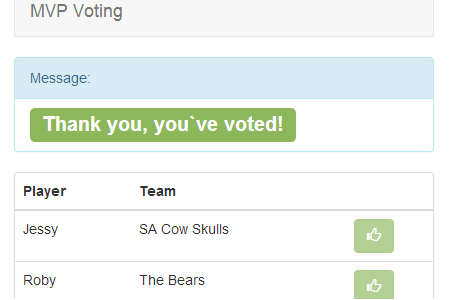 MVP Voting
Message:
Thank you, you`ve voted!
Player Team
Jessy SA Cow Skulls
Roby The Bears